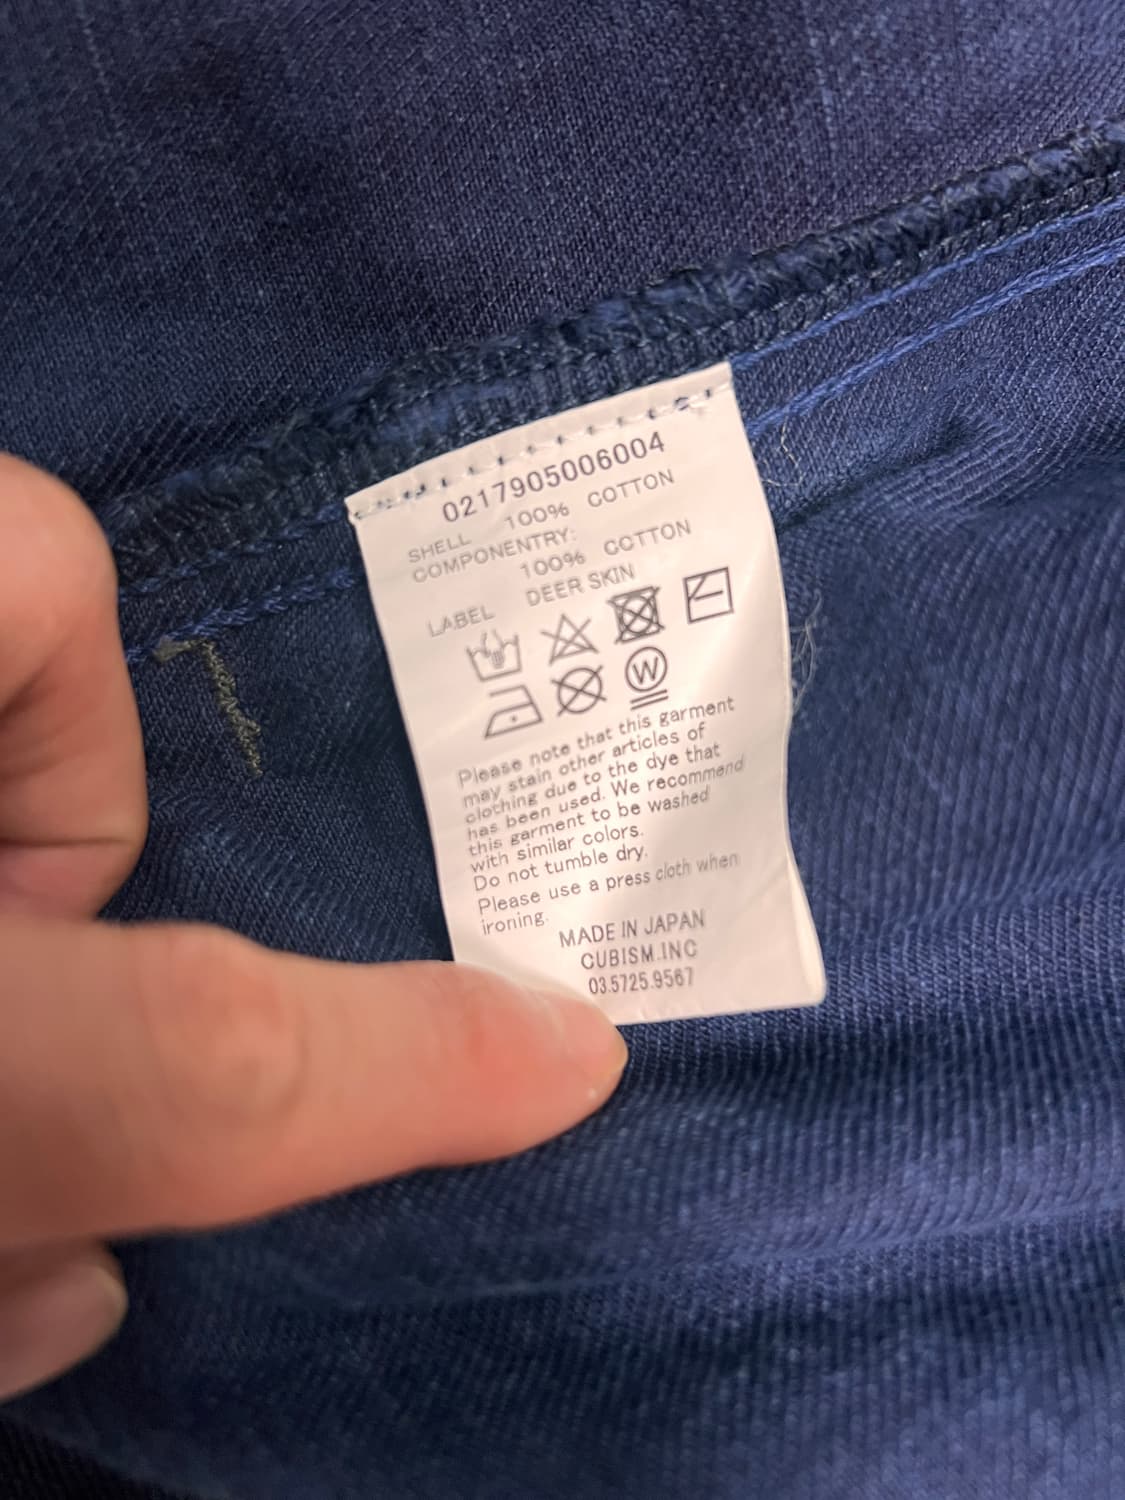 0217905006004
SHELL 100% COTTON
COMPONENTRY:
100% COTTON
LABEL DEER SKIN
W
Please note that this garment
may stain other articles of
clothing due to the dye that
has been used. We recommend
this garment to be washed
with similar colors.
Do not tumble dry.
Please use a press cloth when
ironing.
MADE IN JAPAN
CUBISM.INC
03.5725.9567